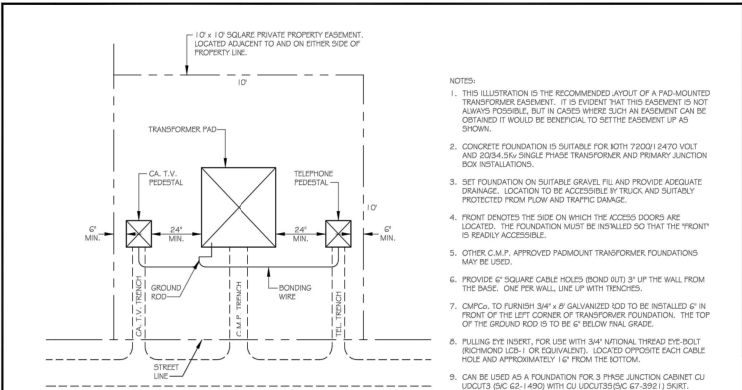 10' x 10' SQUARE PRIVATE PROPERTY EASEMENT.
LOCATED ADJACENT TO AND ON EITHER SIDE OF
PROPERTY LINE.
10'
TRANSFORMER PAD
CA. T.V.
PEDESTAL
TELEPHONE
PEDESTAL
10'
6"
MIN.
24"
MIN.
24"
MIN.
6"
MIN.
GROUND
ROD
BONDING
WIRE
CA. T.V. TRENCH
C.M.P. TRENCH
TEL. TRENCH
STREET
LINE
NOTES:
1. THIS ILLUSTRATION IS THE RECOMMENDED LAYOUT OF A PAD-MOUNTED
TRANSFORMER EASEMENT. IT IS EVIDENT THAT THIS EASEMENT IS NOT
ALWAYS POSSIBLE, BUT IN CASES WHERE SUCH AN EASEMENT CAN BE
OBTAINED IT WOULD BE BENEFICIAL TO SET THE EASEMENT UP AS
SHOWN.
2. CONCRETE FOUNDATION IS SUITABLE FOR BOTH 7200/12470 VOLT
AND 20/34.5Kv SINGLE PHASE TRANSFORMER AND PRIMARY JUNCTION
BOX INSTALLATIONS.
3. SET FOUNDATION ON SUITABLE GRAVEL FILL AND PROVIDE ADEQUATE
DRAINAGE. LOCATION TO BE ACCESSIBLE BY TRUCK AND SUITABLY
PROTECTED FROM PLOW AND TRAFFIC DAMAGE.
4. FRONT DENOTES THE SIDE ON WHICH THE ACCESS DOORS ARE
LOCATED. THE FOUNDATION MUST BE INSTALLED SO THAT THE "FRONT"
IS READILY ACCESSIBLE.
5. OTHER C.M.P. APPROVED PADMOUNT TRANSFORMER FOUNDATIONS
MAY BE USED.
6. PROVIDE 6" SQUARE CABLE HOLES (BOND OUT) 3" UP THE WALL FROM
THE BASE. ONE PER WALL, LINE UP WITH TRENCHES.
7. CMPCo. TO FURNISH 3/4" x 8' GALVANIZED ROD TO BE INSTALLED 6" IN
FRONT OF THE LEFT CORNER OF TRANSFORMER FOUNDATION. THE TOP
OF THE GROUND ROD IS TO BE 6" BELOW FINAL GRADE.
8. PULLING EYE INSERT, FOR USE WITH 3/4" NATIONAL THREAD EYE-BOLT
(RICHMOND LCB-1 OR EQUIVALENT). LOCATED OPPOSITE EACH CABLE
HOLE AND APPROXIMATELY 16" FROM THE BOTTOM.
9. CAN BE USED AS A FOUNDATION FOR 3 PHASE JUNCTION CABINET CU
UDCUT3 (S/C 62-1490) WITH CU UDCUT3S (S/C 67-3921) SKIRT.